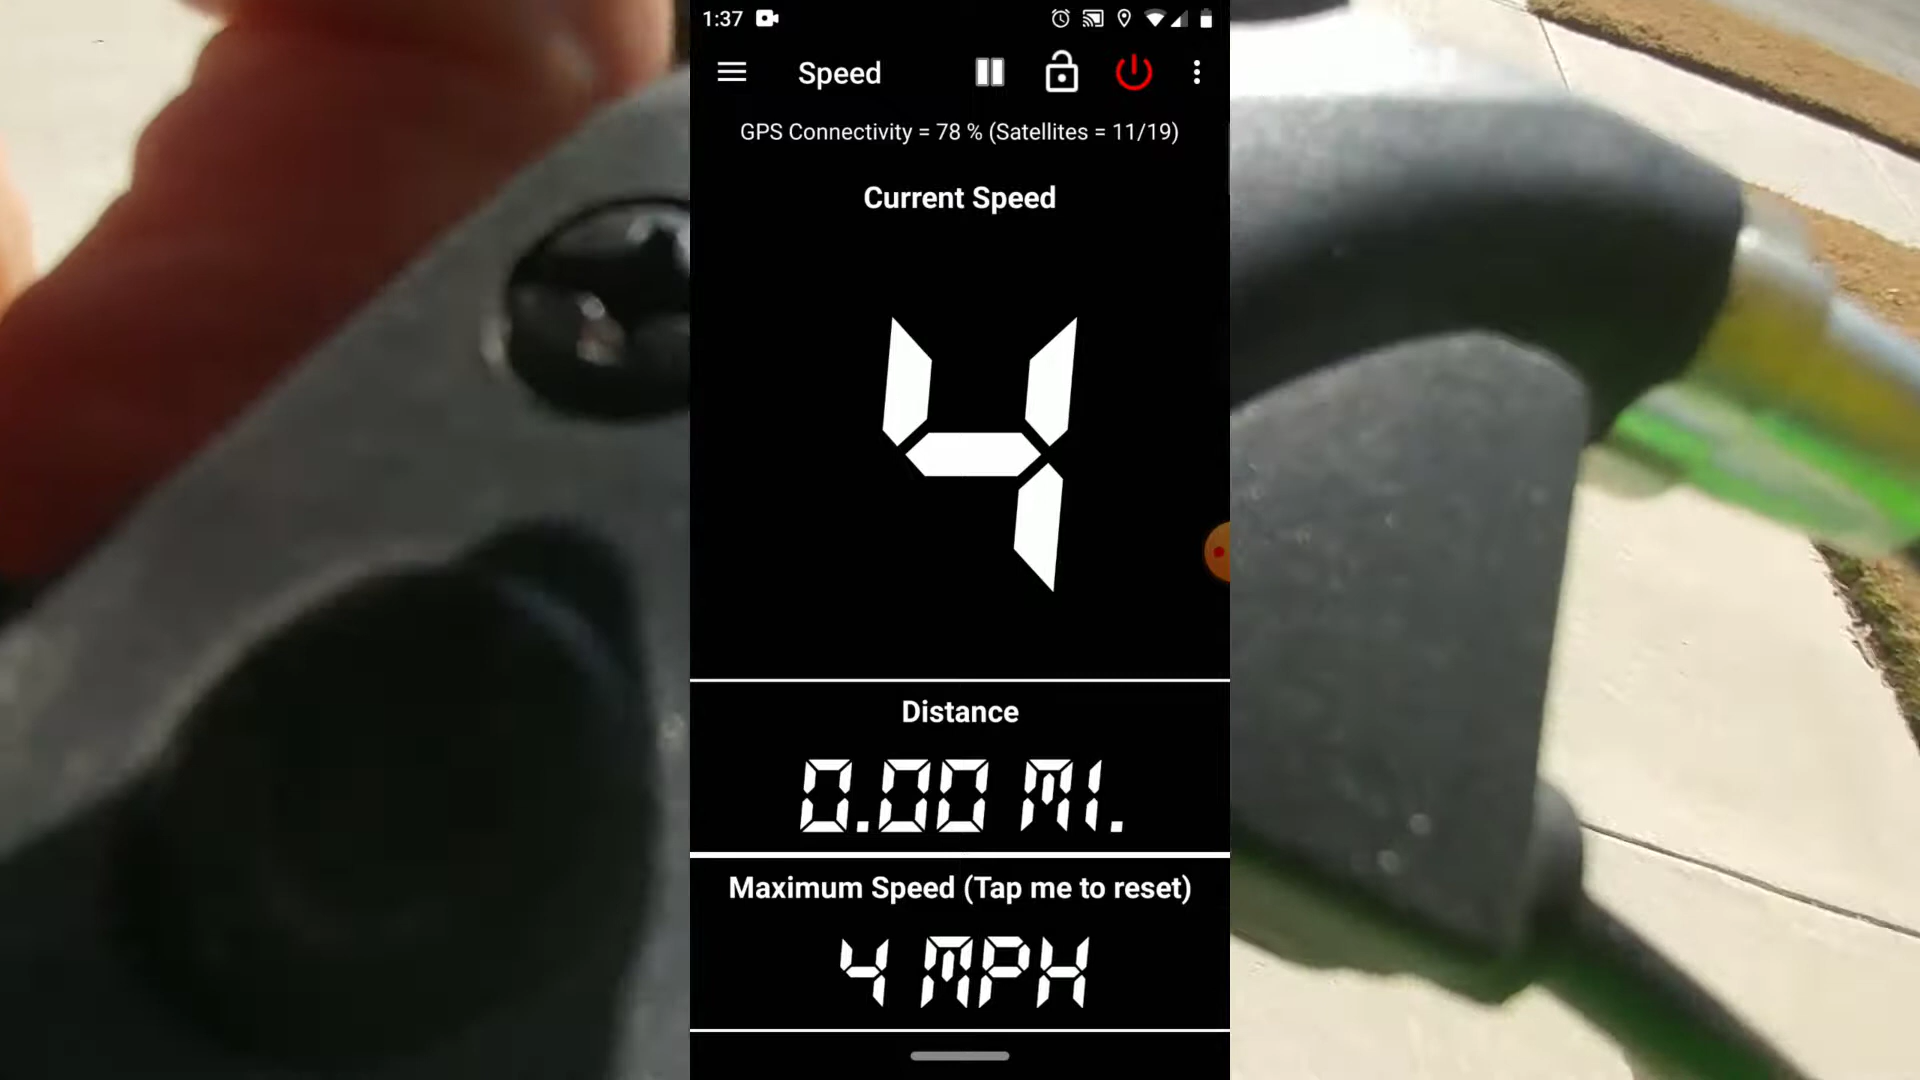 1:37
Speed
GPS Connectivity = 78 % (Satellites = 11/19)
Current Speed
4
Distance
0.00 MI.
Maximum Speed (Tap me to reset)
4 MPH